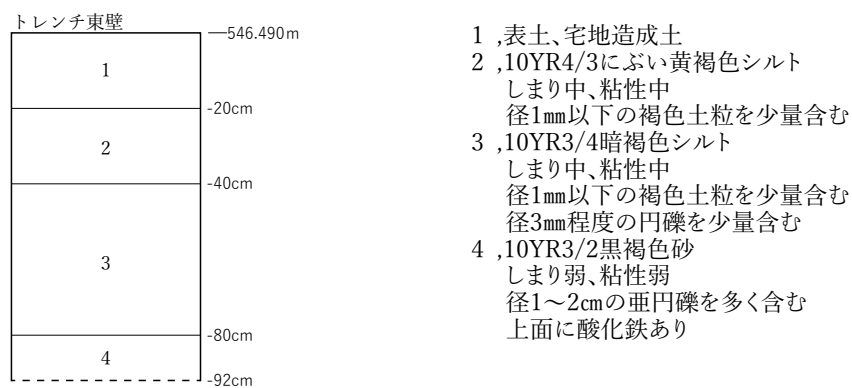 トレンチ東壁
546.490m
1
-20cm
2
-40cm
3
-80cm
4
-92cm
1 ,表土、宅地造成土
2 ,10YR4/3にぶい黄褐色シルト
しまり中、粘性中
径1㎜以下の褐色土粒を少量含む
3 ,10YR3/4暗褐色シルト
しまり中、粘性中
径1㎜以下の褐色土粒を少量含む
径3㎜程度の円礫を少量含む
4 ,10YR3/2黒褐色砂
しまり弱、粘性弱
径1～2㎝の亜円礫を多く含む
上面に酸化鉄あり